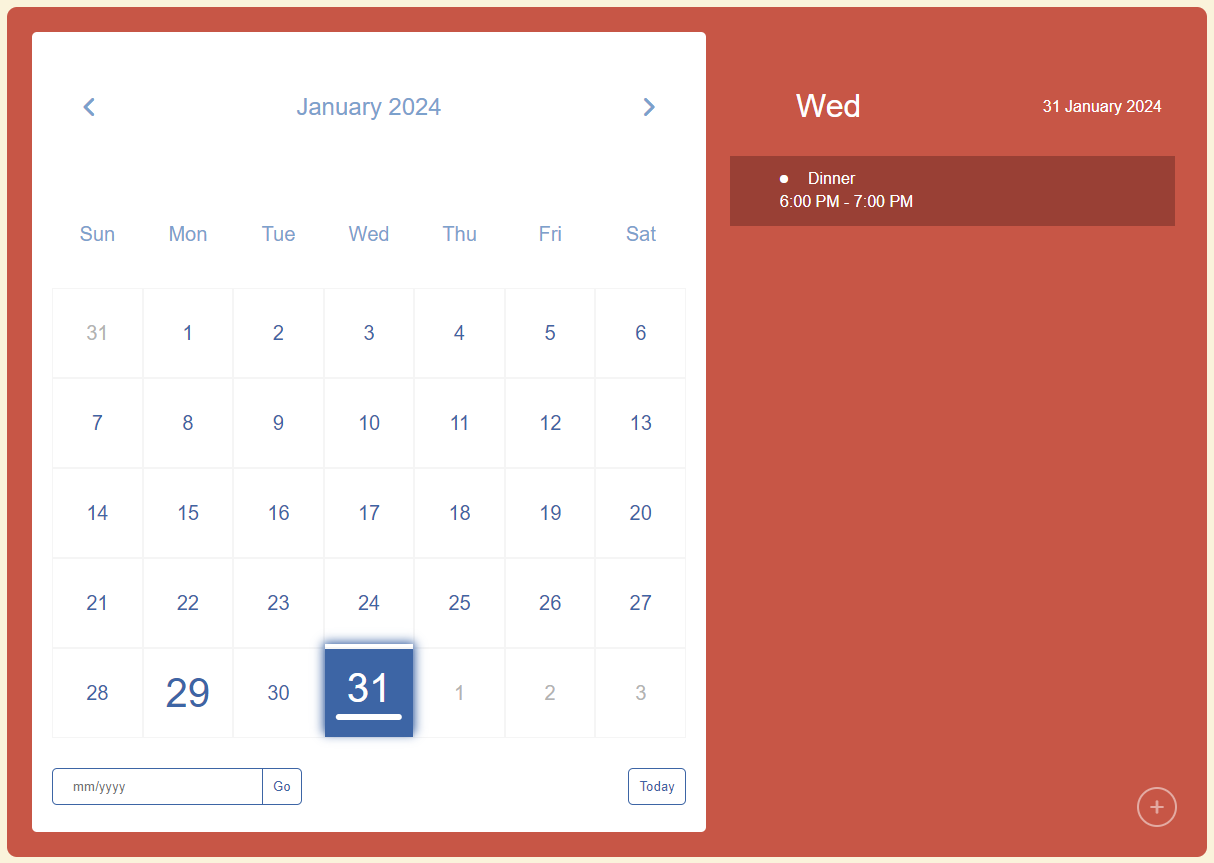 January 2024
Sun Mon Tue Wed Thu Fri Sat
31 1 2 3 4 5 6
7 8 9 10 11 12 13
14 15 16 17 18 19 20
21 22 23 24 25 26 27
28 29 30 31 1 2 3
mm/yyyy Go Today
Wed 31 January 2024
Dinner
6:00 PM - 7:00 PM
+